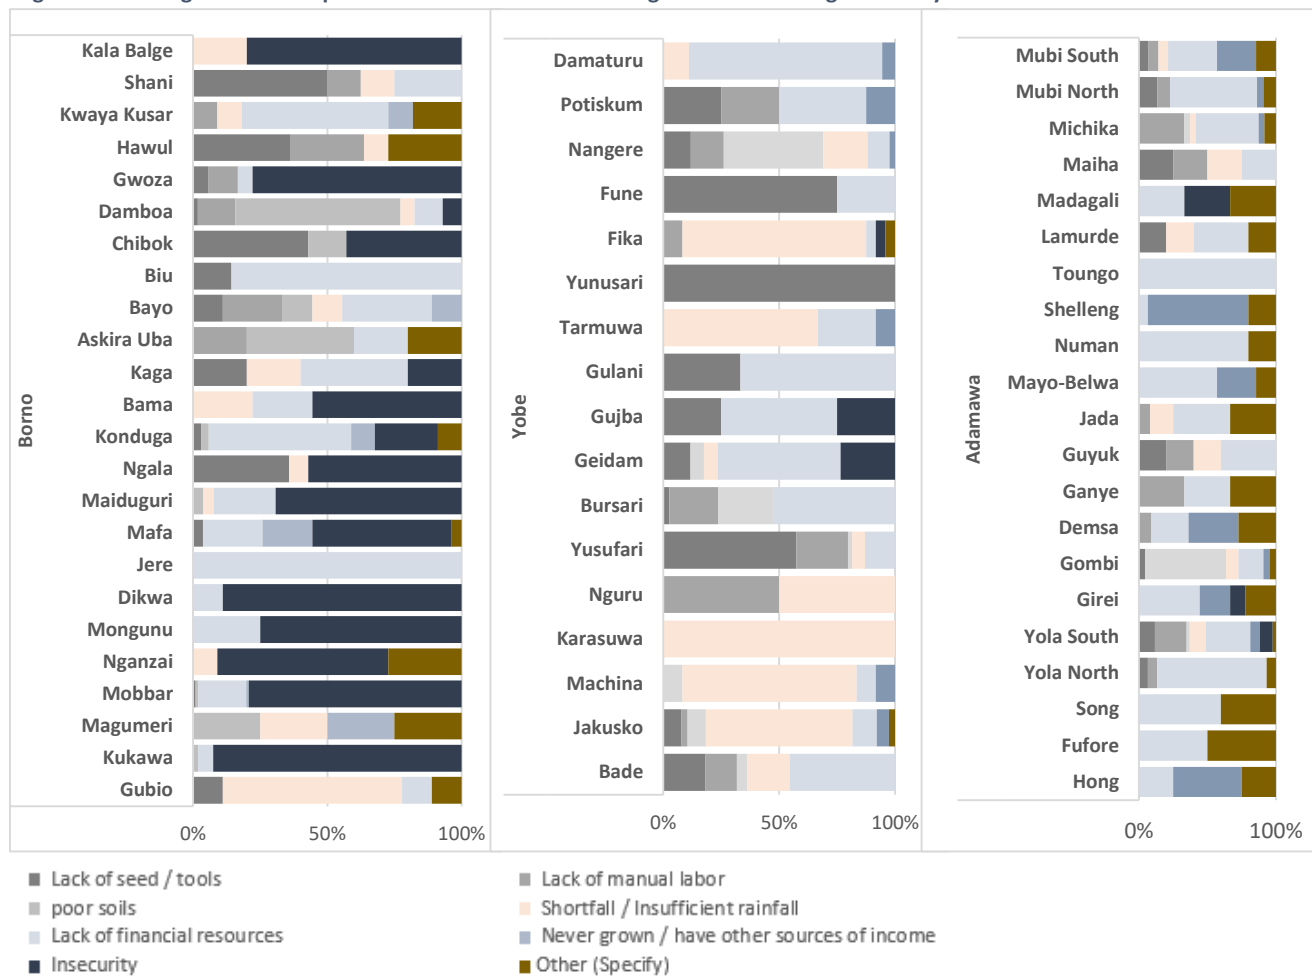 Borno
Kala Balge
Shani
Kwaya Kusar
Hawul
Gwoza
Damboa
Chibok
Biu
Bayo
Askira Uba
Kaga
Bama
Konduga
Ngala
Maiduguri
Mafa
Jere
Dikwa
Mongunu
Nganzai
Mobbar
Magumeri
Kukawa
Gubio
0% 50% 100%
Yobe
Damaturu
Potiskum
Nangere
Fune
Fika
Yunusari
Tarmuwa
Gulani
Gujba
Geidam
Bursari
Yusufari
Nguru
Karasuwa
Machina
Jakusko
Bade
0% 50% 100%
Adamawa
Mubi South
Mubi North
Michika
Maiha
Madagali
Lamurde
Toungo
Shelleng
Numan
Mayo-Belwa
Jada
Guyuk
Ganye
Demsa
Gombi
Girei
Yola South
Yola North
Song
Fufore
Hong
0% 100%
Lack of seed / tools
Lack of manual labor
poor soils
Shortfall / Insufficient rainfall
Lack of financial resources
Never grown / have other sources of income
Insecurity
Other (Specify)